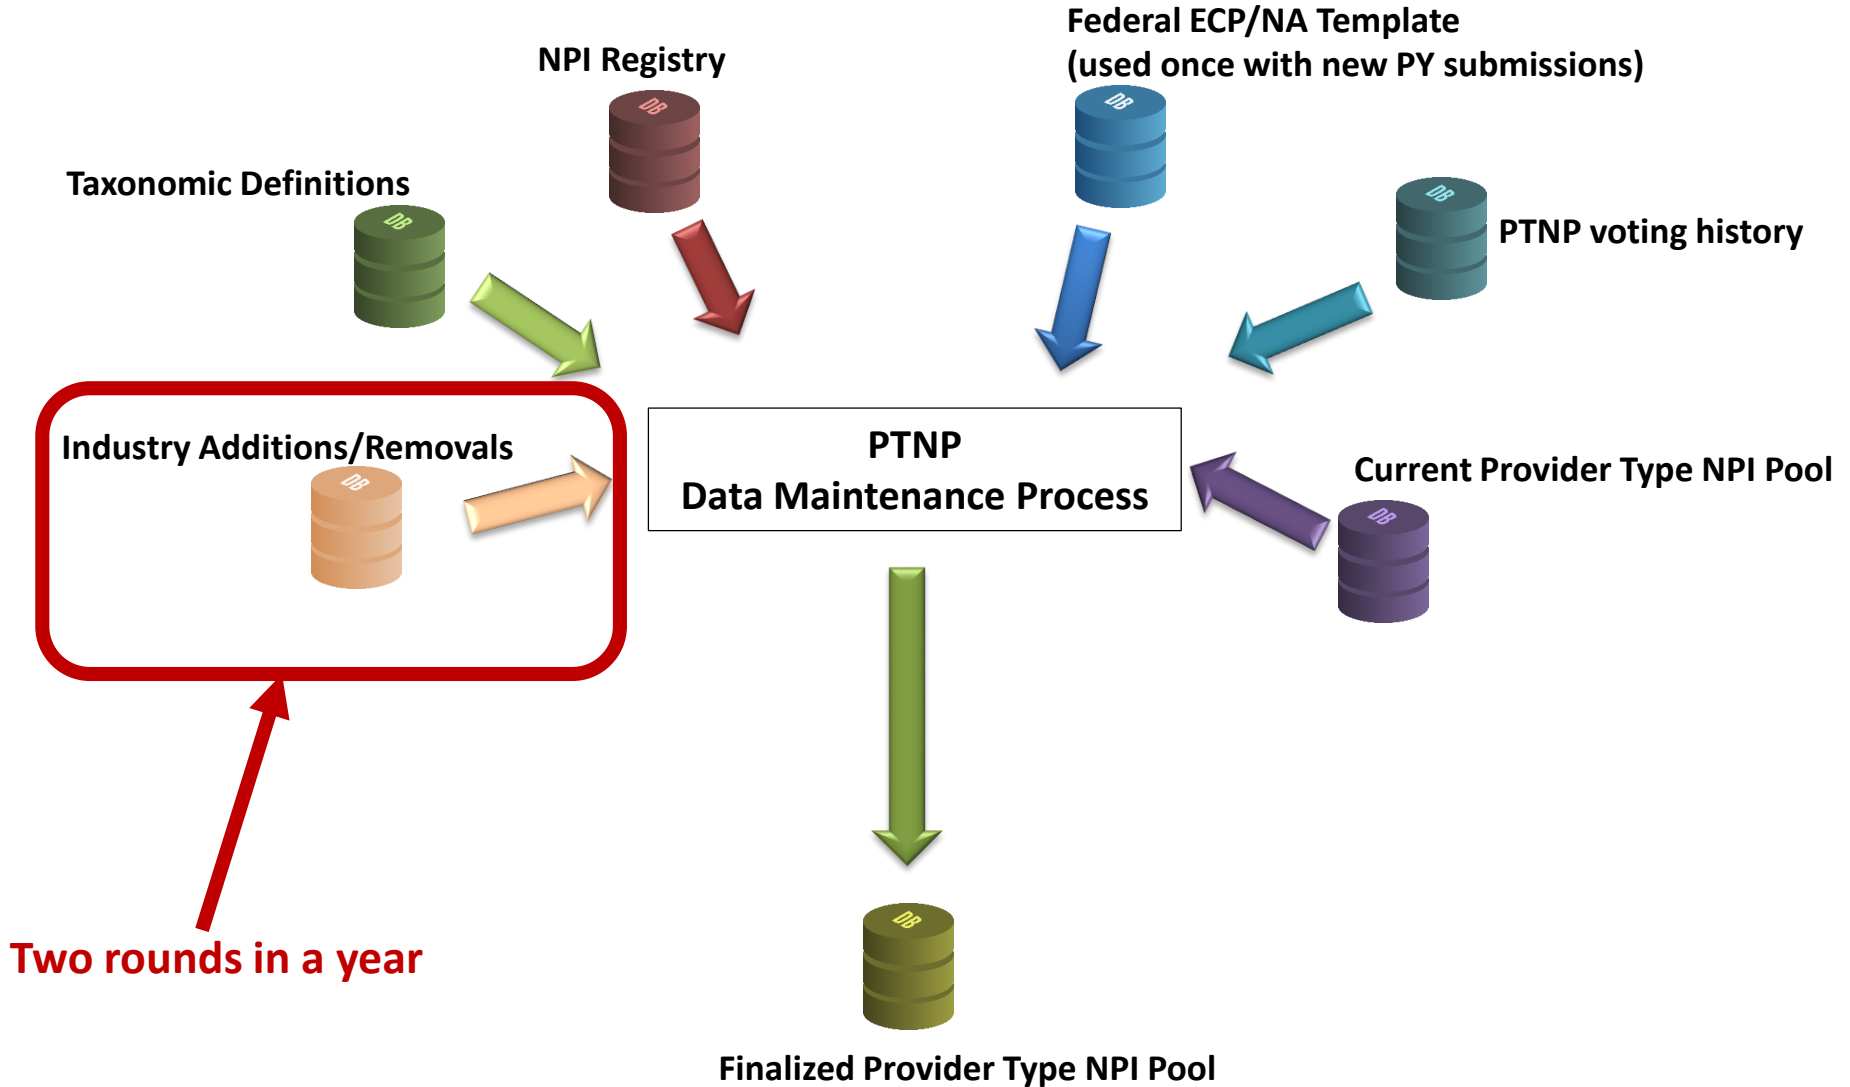 Federal ECP/NA Template
(used once with new PY submissions)
NPI Registry
DB
DB
Taxonomic Definitions
DB
DB
PTNP voting history
Industry Additions/Removals
DB
PTNP
Data Maintenance Process
Current Provider Type NPI Pool
DB
Two rounds in a year
DB
Finalized Provider Type NPI Pool